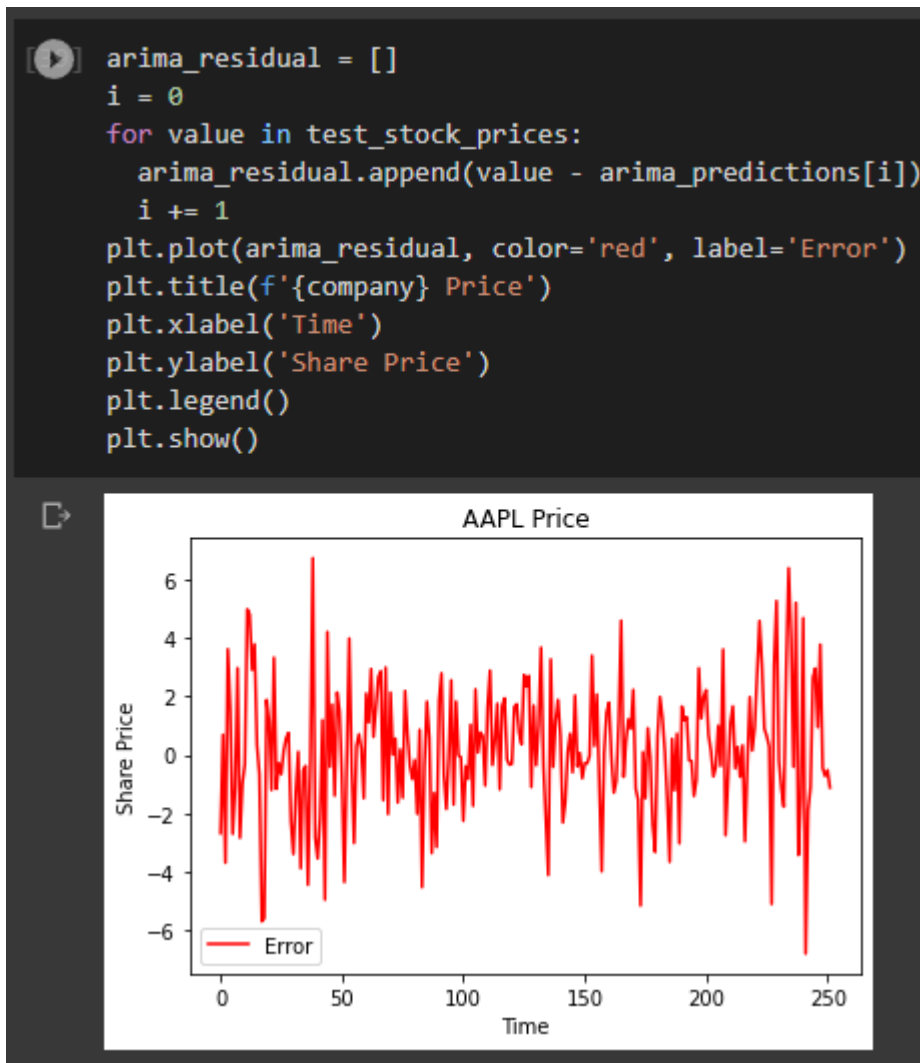 arima_residual = []
i = 0
for value in test_stock_prices:
  arima_residual.append(value - arima_predictions[i])
  i += 1
plt.plot(arima_residual, color='red', label='Error')
plt.title(f'{company} Price')
plt.xlabel('Time')
plt.ylabel('Share Price')
plt.legend()
plt.show()
AAPL Price
6
4
2
0
−2
−4
−6
Share Price
Error
0 50 100 150 200 250
Time